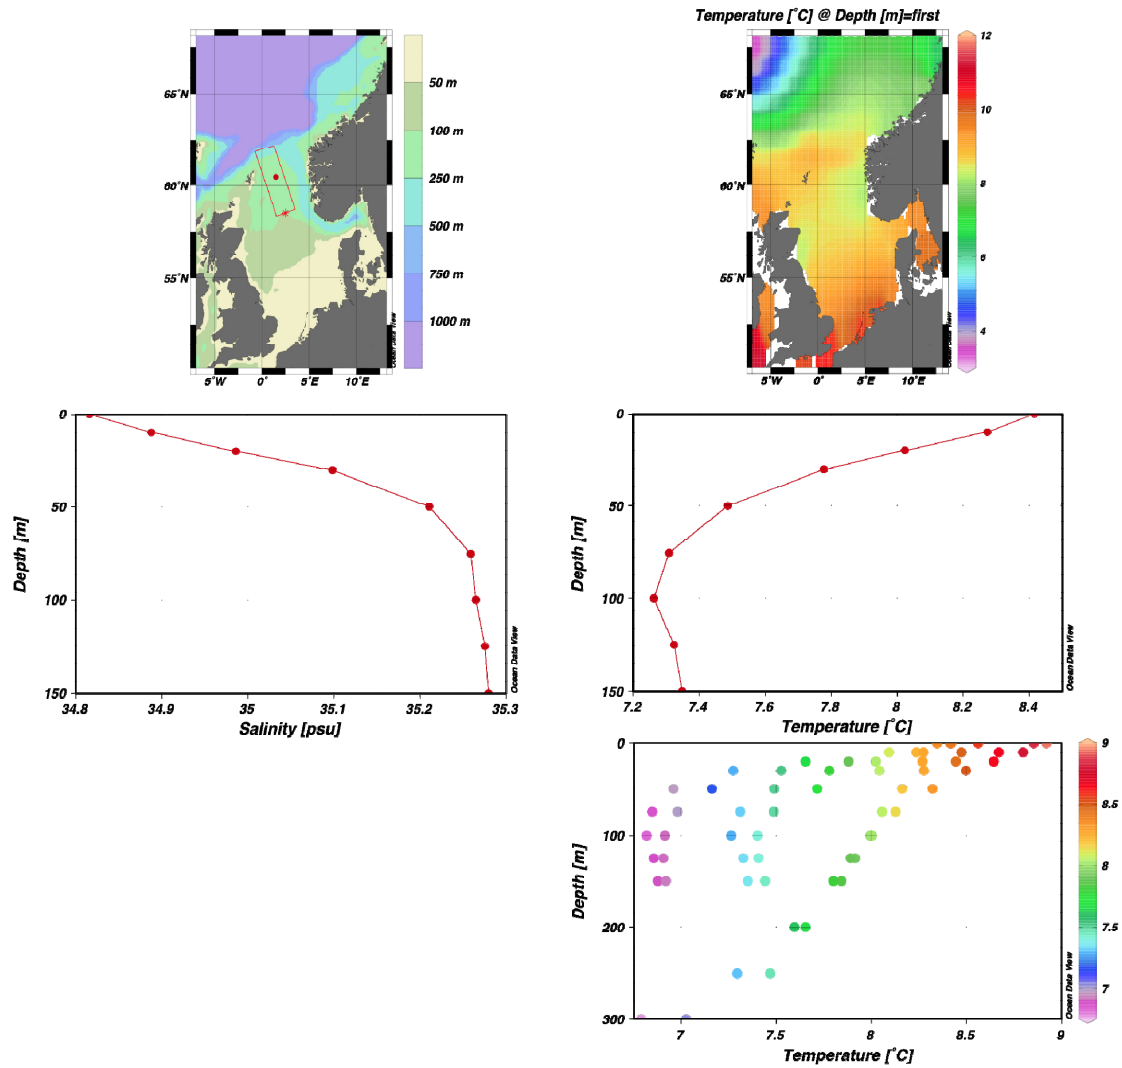 Temperature [˚C] @ Depth [m]=first
65˚N
60˚N
55˚N
5˚W
0˚
5˚E
10˚E
50 m
100 m
250 m
500 m
750 m
1000 m
Ocean Data View
65˚N
60˚N
55˚N
5˚W
0˚
5˚E
10˚E
12
10
8
6
4
Ocean Data View
0
50
100
150
Depth [m]
34.8
34.9
35
35.1
35.2
35.3
Salinity [psu]
Ocean Data View
0
50
100
150
Depth [m]
7.2
7.4
7.6
7.8
8
8.2
8.4
Temperature [˚C]
Ocean Data View
0
100
200
300
Depth [m]
7
7.5
8
8.5
9
Temperature [˚C]
Ocean Data View
9
8.5
8
7.5
7